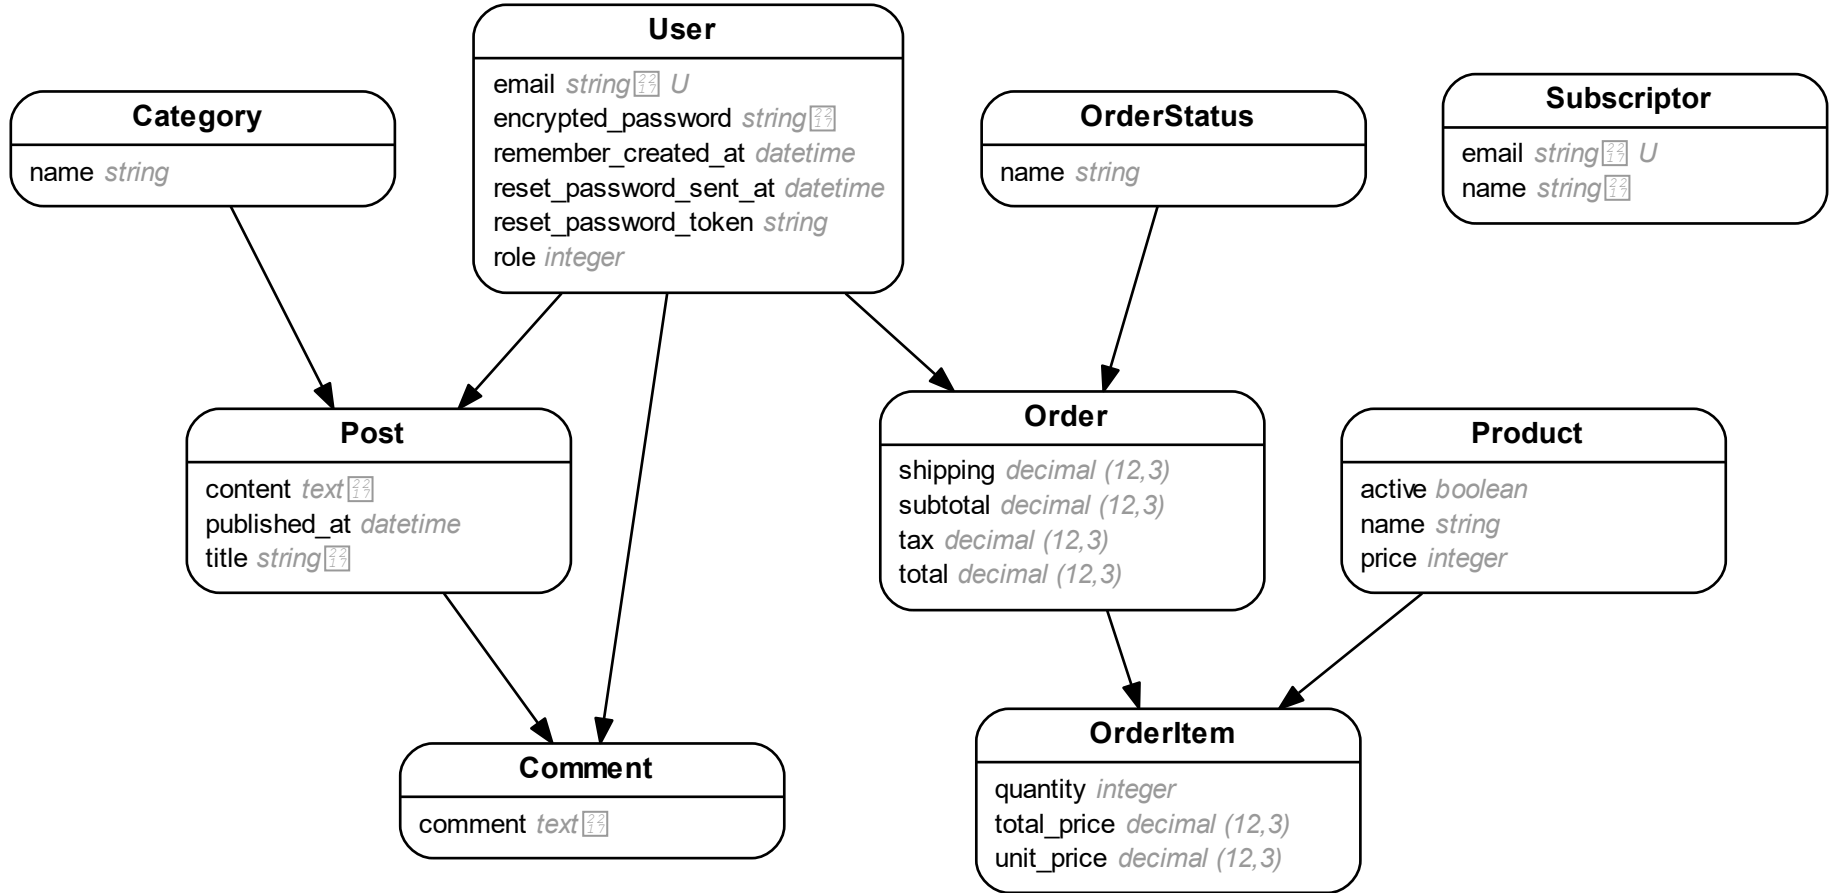 User
email string∗ U
encrypted_password string∗
remember_created_at datetime
reset_password_sent_at datetime
reset_password_token string
role integer
Category
name string
OrderStatus
name string
Subscriptor
email string∗ U
name string∗
Post
content text∗
published_at datetime
title string∗
Order
shipping decimal (12,3)
subtotal decimal (12,3)
tax decimal (12,3)
total decimal (12,3)
Product
active boolean
name string
price integer
Comment
comment text∗
OrderItem
quantity integer
total_price decimal (12,3)
unit_price decimal (12,3)